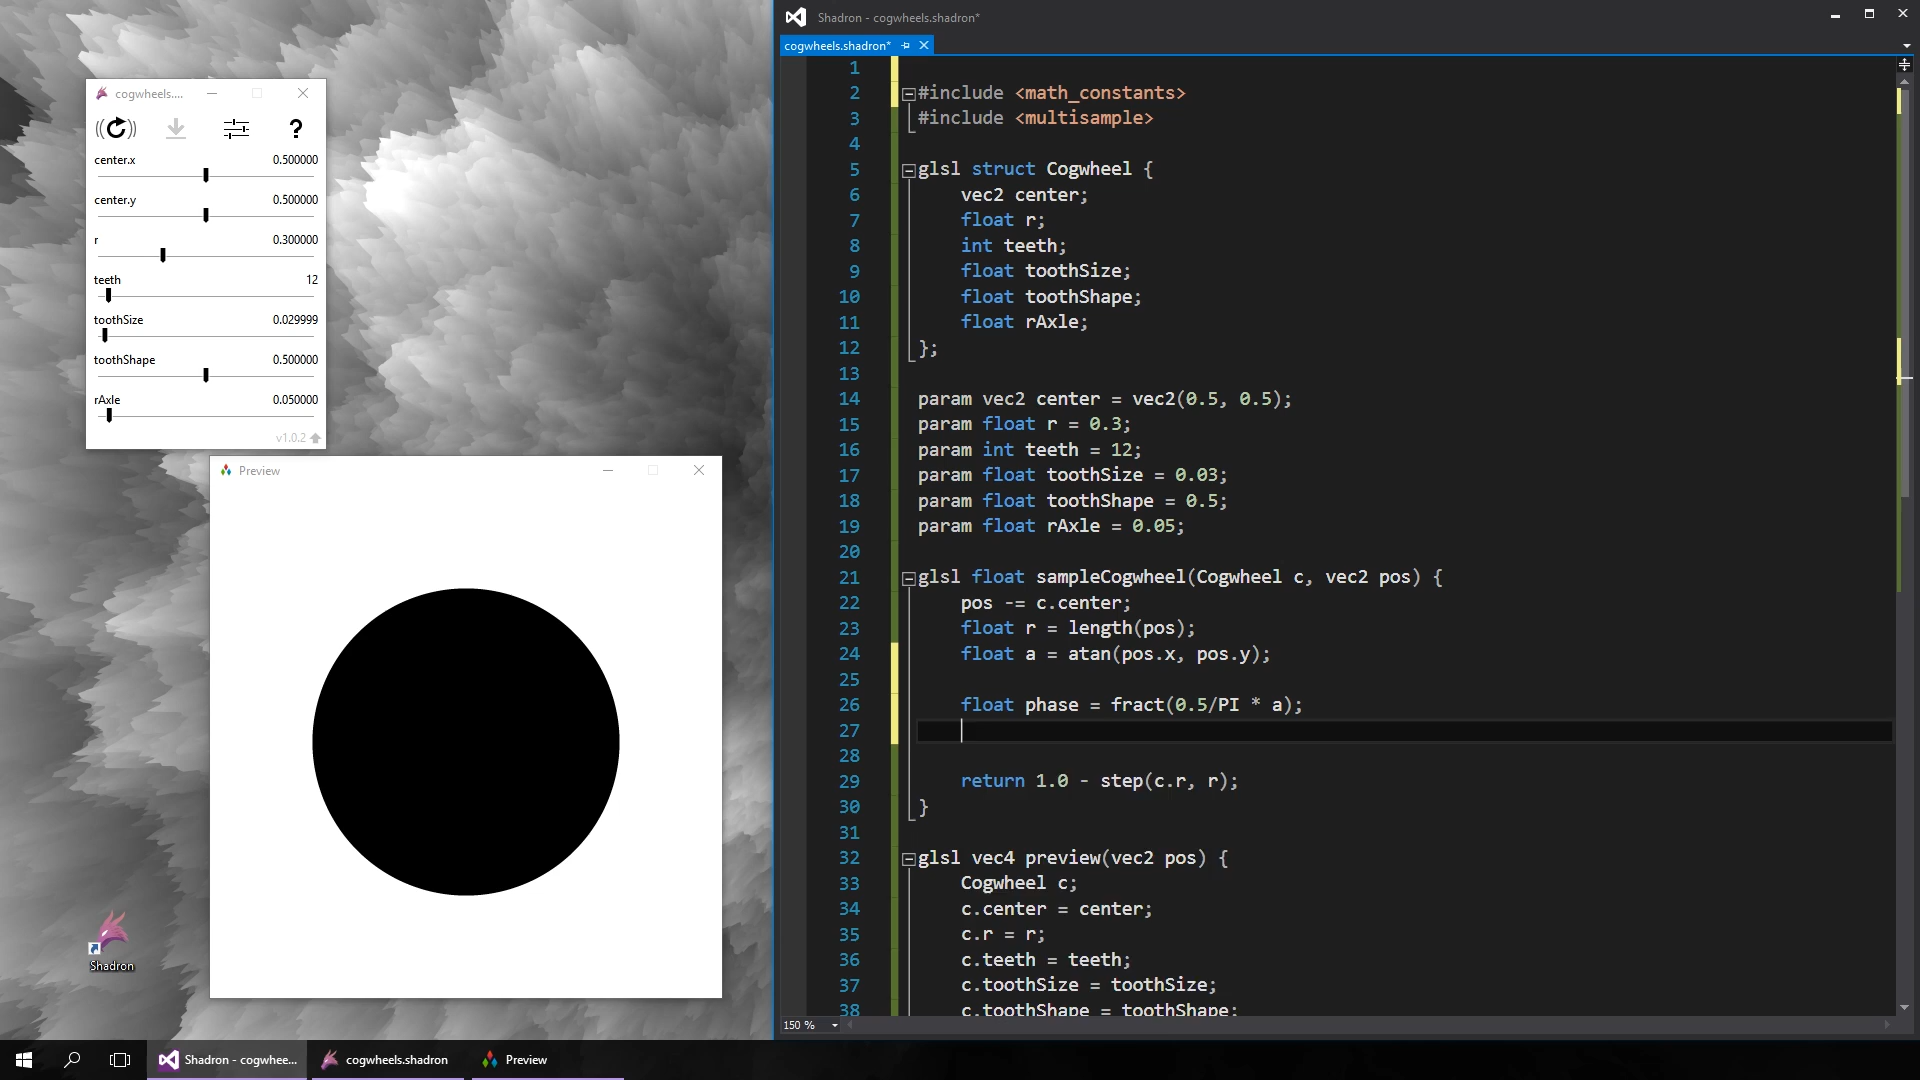 Shadron - cogwheels.shadron*
cogwheels.shadron*
cogwheels....
?
center.x 0.500000
center.y 0.500000
r 0.300000
teeth 12
toothSize 0.029999
toothShape 0.500000
rAxle 0.050000
v1.0.2
Preview
Shadron
1
2 #include <math_constants>
3 #include <multisample>
4
5 glsl struct Cogwheel {
6 vec2 center;
7 float r;
8 int teeth;
9 float toothSize;
10 float toothShape;
11 float rAxle;
12 };
13
14 param vec2 center = vec2(0.5, 0.5);
15 param float r = 0.3;
16 param int teeth = 12;
17 param float toothSize = 0.03;
18 param float toothShape = 0.5;
19 param float rAxle = 0.05;
20
21 glsl float sampleCogwheel(Cogwheel c, vec2 pos) {
22 pos -= c.center;
23 float r = length(pos);
24 float a = atan(pos.x, pos.y);
25
26 float phase = fract(0.5/PI * a);
27
28
29 return 1.0 - step(c.r, r);
30 }
31
32 glsl vec4 preview(vec2 pos) {
33 Cogwheel c;
34 c.center = center;
35 c.r = r;
36 c.teeth = teeth;
37 c.toothSize = toothSize;
38 c.toothShape = toothShape;
150 %
Shadron - cogwhee...
cogwheels.shadron
Preview